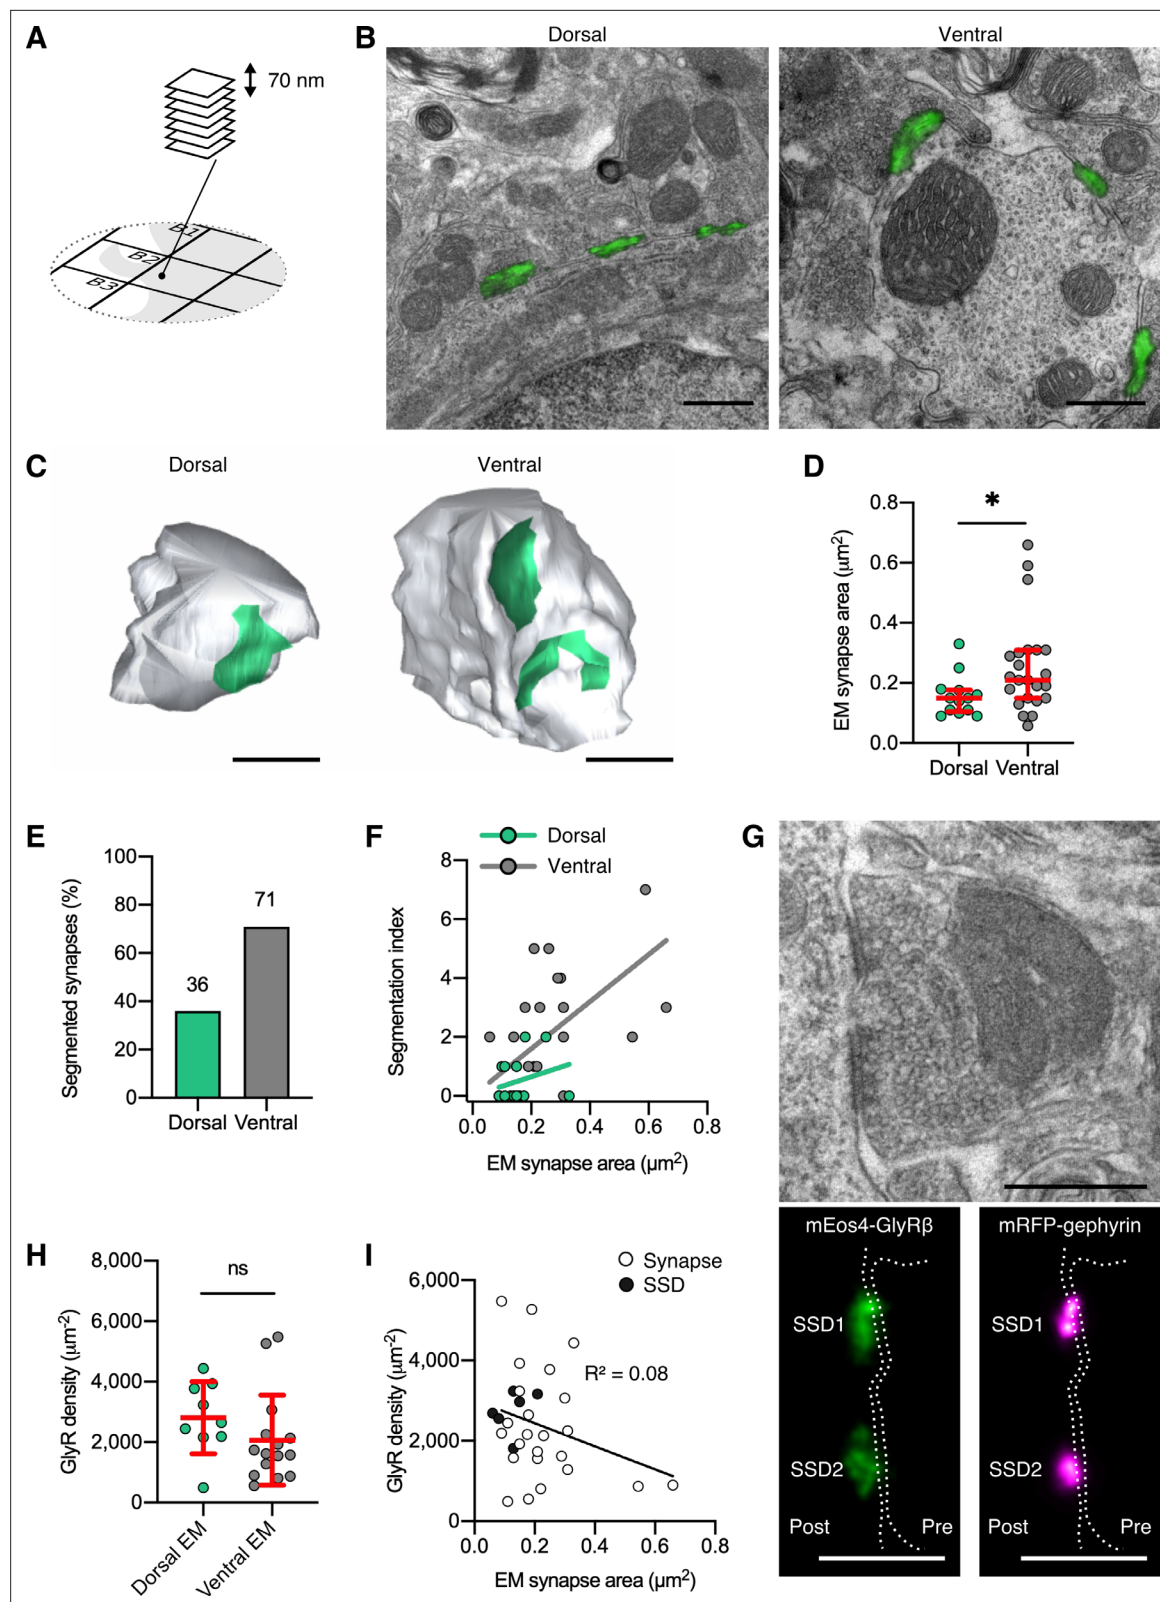 A
70 nm
B1
B2
B3
B
Dorsal
Ventral
C
Dorsal
Ventral
D
*
0.8
0.6
0.4
0.2
0.0
EM synapse area (μm²)
Dorsal Ventral
E
100
80
60
40
20
0
Segmented synapses (%)
36
71
Dorsal Ventral
F
Dorsal
Ventral
8
6
4
2
0
Segmentation index
0.0 0.2 0.4 0.6 0.8
EM synapse area (μm²)
G
mEos4-GlyRβ
SSD1
SSD2
Post
Pre
mRFP-gephyrin
SSD1
SSD2
Post
Pre
H
ns
8,000
6,000
4,000
2,000
0
GlyR density (μm⁻²)
Dorsal EM
Ventral EM
I
Synapse
SSD
6,000
4,000
2,000
0
GlyR density (μm⁻²)
R² = 0.08
0.0 0.2 0.4 0.6 0.8
EM synapse area (μm²)